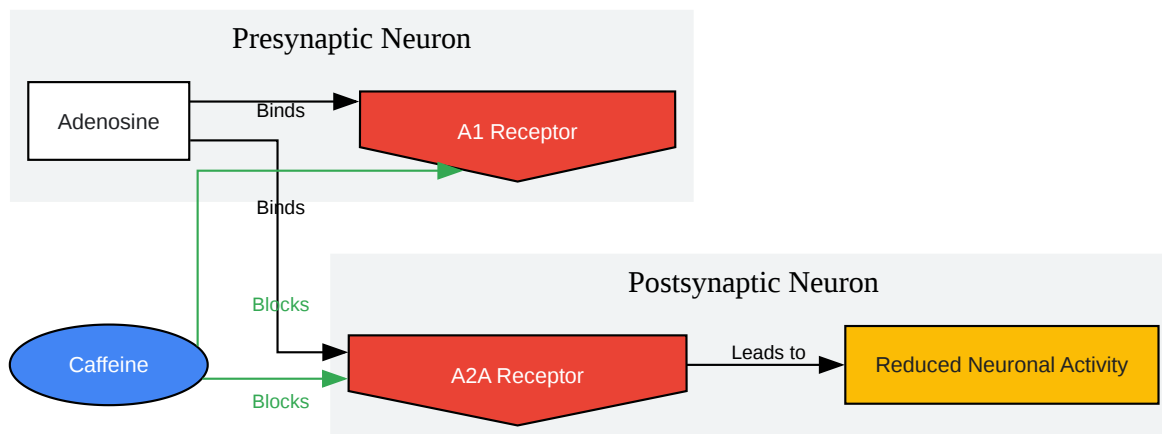 Presynaptic Neuron
Adenosine
Binds
A1 Receptor
Binds
Postsynaptic Neuron
Blocks
Caffeine
Blocks
A2A Receptor
Leads to
Reduced Neuronal Activity